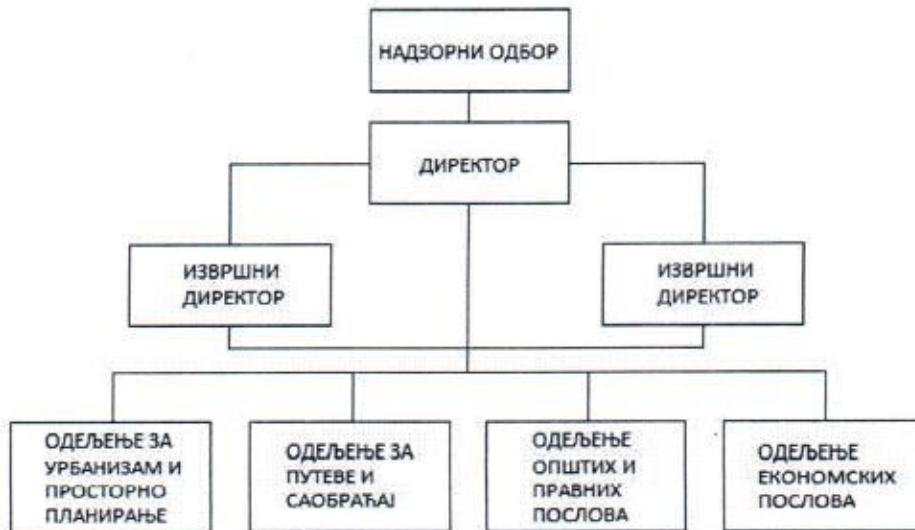 НАДЗОРНИ ОДБОР
ДИРЕКТОР
ИЗВРШНИ
ДИРЕКТОР
ИЗВРШНИ
ДИРЕКТОР
ОДЕЉЕЊЕ ЗА
УРБАНИЗАМ И
ПРОСТОРНО
ПЛАНИРАЊЕ
ОДЕЉЕЊЕ ЗА
ПУТЕВЕ И
САОБРАЋАЈ
ОДЕЉЕЊЕ
ОПШТИХ И
ПРАВНИХ
ПОСЛОВА
ОДЕЉЕЊЕ
ЕКОНОМСКИХ
ПОСЛОВА